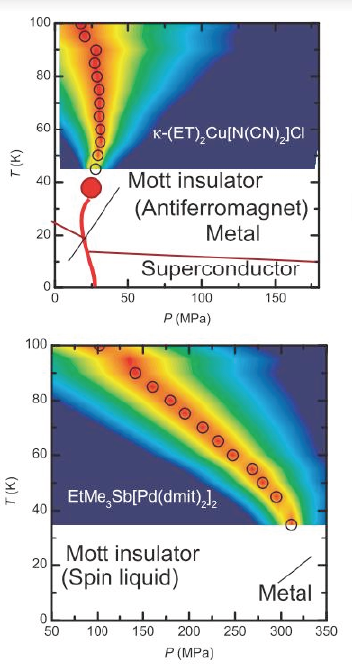 100
80
60
40
20
0
T (K)
κ-(ET)₂Cu[N(CN)₂]Cl
Mott insulator
(Antiferromagnet)
Metal
Superconductor
0 50 100 150
P (MPa)
100
80
60
40
20
0
T (K)
EtMe₃Sb[Pd(dmit)₂]₂
Mott insulator
(Spin liquid)
Metal
50 100 150 200 250 300 350
P (MPa)